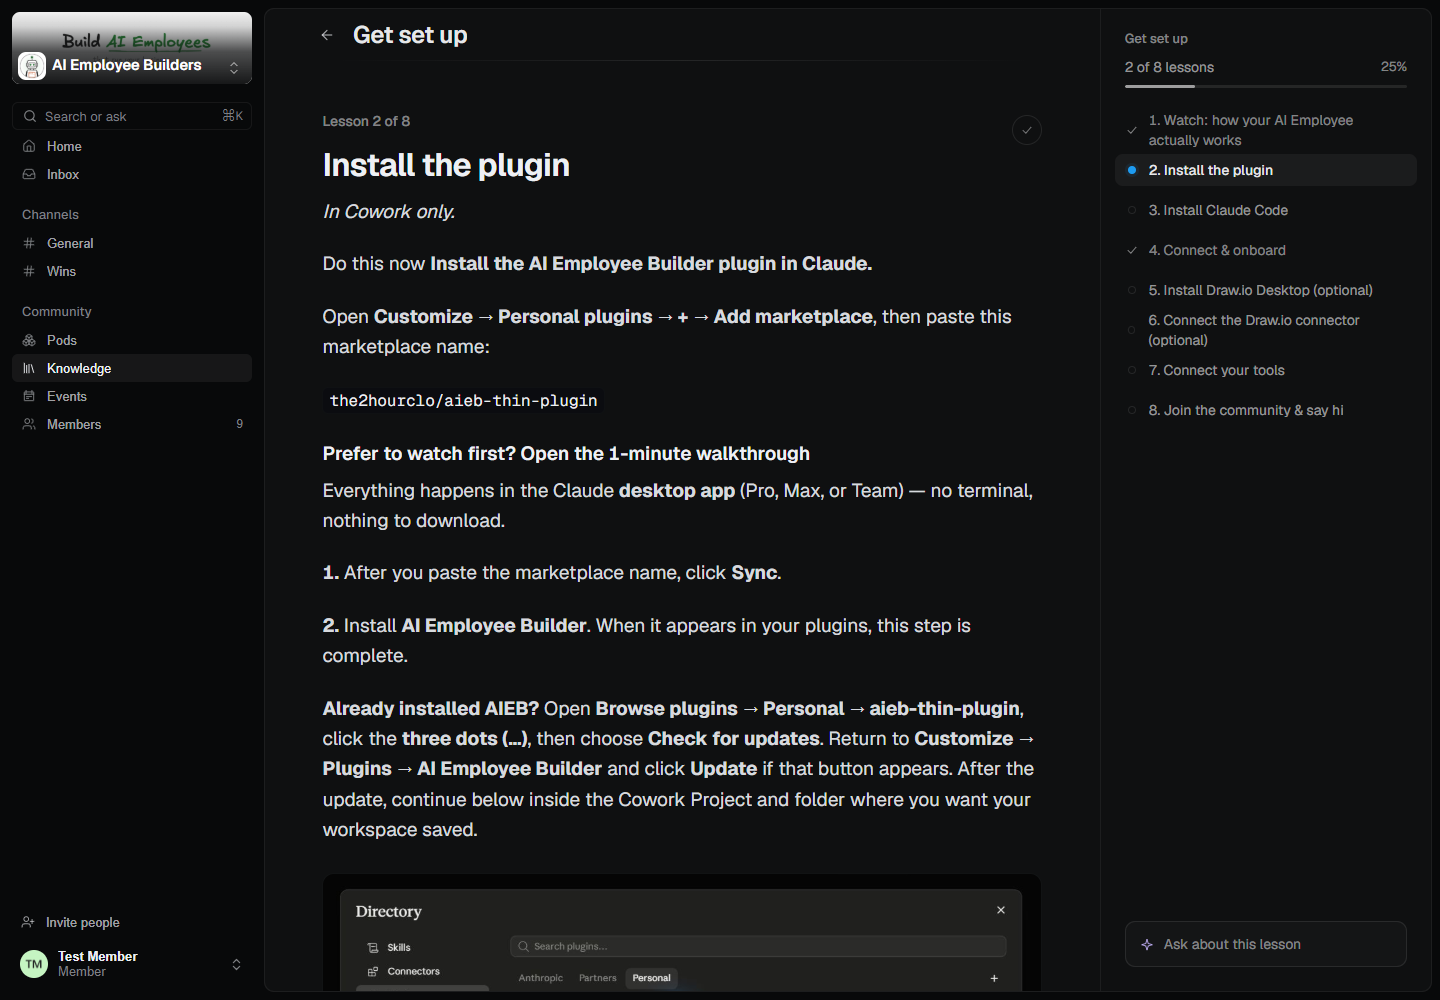 Build AI Employees
AI Employee Builders
Search or ask
⌘K
Home
Inbox
Channels
General
Wins
Community
Pods
Knowledge
Events
Members
9
Invite people
TM
Test Member
Member
← Get set up
Lesson 2 of 8
Install the plugin
In Cowork only.
Do this now Install the AI Employee Builder plugin in Claude.
Open Customize → Personal plugins → + → Add marketplace, then paste this
marketplace name:
the2hourclo/aieb-thin-plugin
Prefer to watch first? Open the 1-minute walkthrough
Everything happens in the Claude desktop app (Pro, Max, or Team) — no terminal,
nothing to download.
1. After you paste the marketplace name, click Sync.
2. Install AI Employee Builder. When it appears in your plugins, this step is
complete.
Already installed AIEB? Open Browse plugins → Personal → aieb-thin-plugin,
click the three dots (...), then choose Check for updates. Return to Customize →
Plugins → AI Employee Builder and click Update if that button appears. After the
update, continue below inside the Cowork Project and folder where you want your
workspace saved.
Directory
Skills
Connectors
Search plugins...
Anthropic
Partners
Personal
+
Get set up
2 of 8 lessons
25%
1. Watch: how your AI Employee
actually works
2. Install the plugin
3. Install Claude Code
4. Connect & onboard
5. Install Draw.io Desktop (optional)
6. Connect the Draw.io connector
(optional)
7. Connect your tools
8. Join the community & say hi
Ask about this lesson